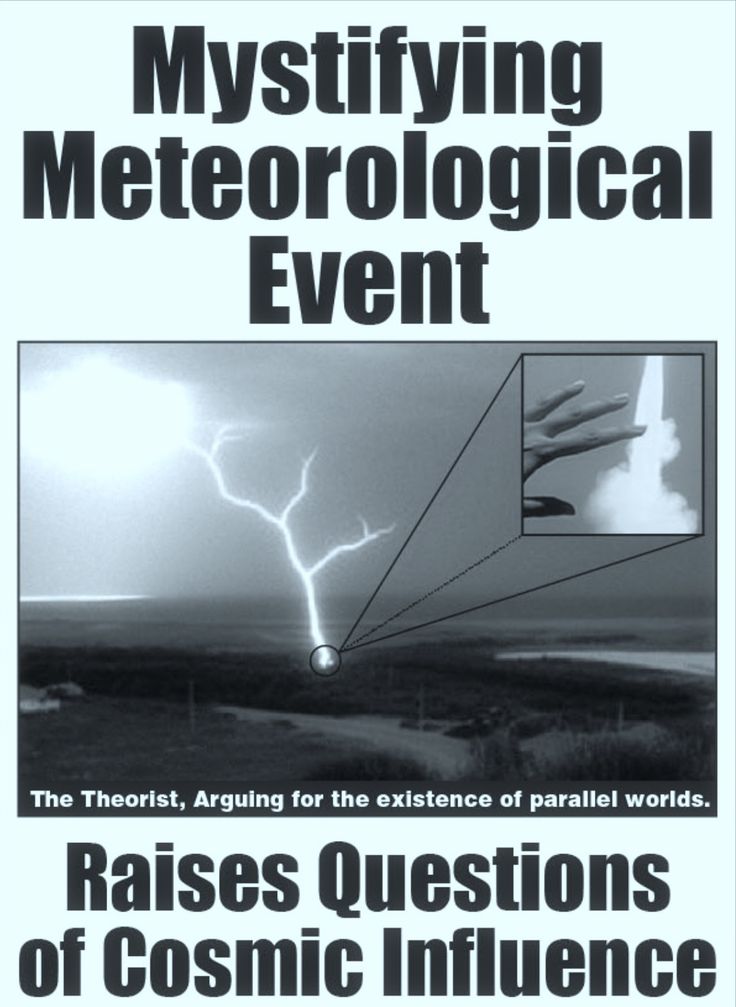 Mystifying
Meteorological
Event
The Theorist, Arguing for the existence of parallel worlds.
Raises Questions
of Cosmic Influence